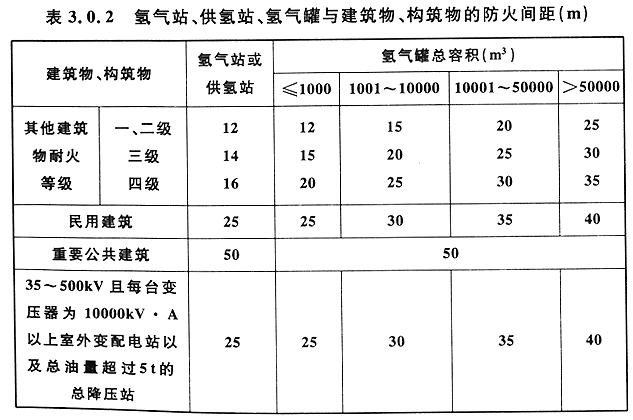 表 3.0.2 氢气站、供氢站、氢气罐与建筑物、构筑物的防火间距(m)
建筑物、构筑物 氢气站或供氢站 氢气罐总容积(m³)
≤1000 1001～10000 10001～50000 >50000
其他建筑物耐火等级 一、二级 12 12 15 20 25
三级 14 15 20 25 30
四级 16 20 25 30 35
民用建筑 25 25 30 35 40
重要公共建筑 50 50
35～500kV 且每台变
压器为 10000kV·A
以上室外变配电站以
及总油量超过5t的
总降压站
25 25 30 35 40